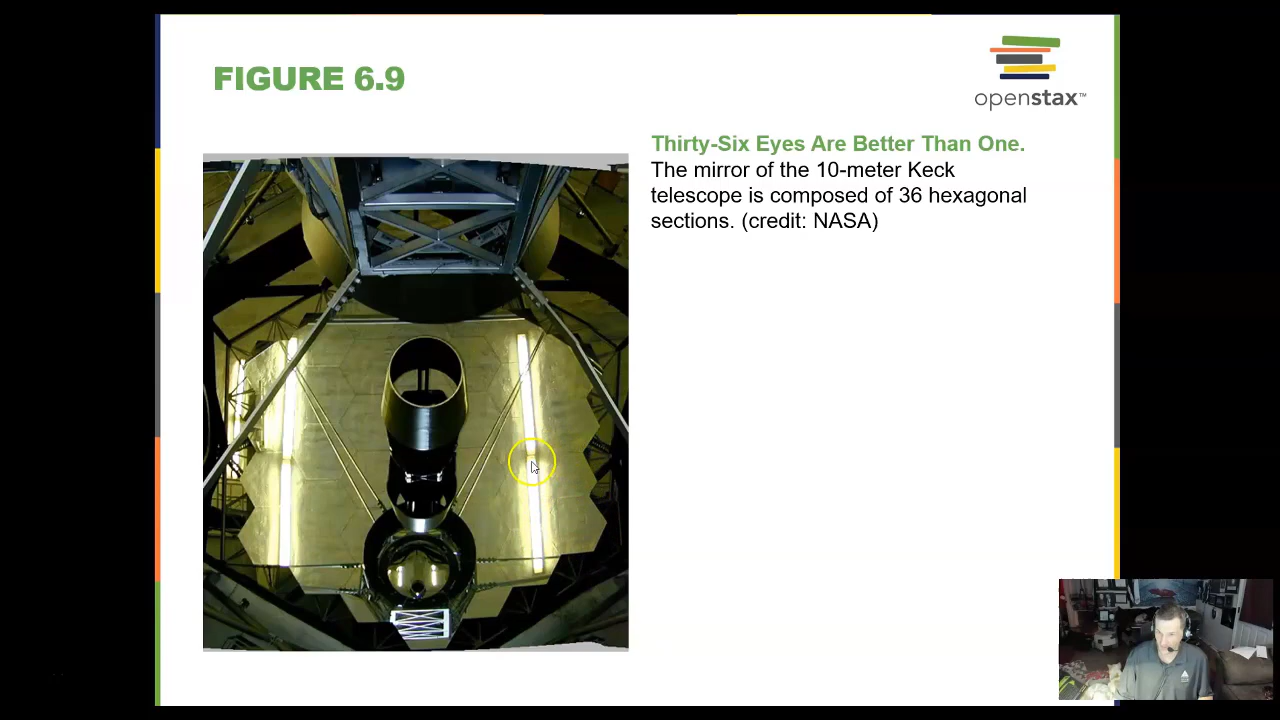 FIGURE 6.9
openstax™
Thirty-Six Eyes Are Better Than One.
The mirror of the 10-meter Keck
telescope is composed of 36 hexagonal
sections. (credit: NASA)